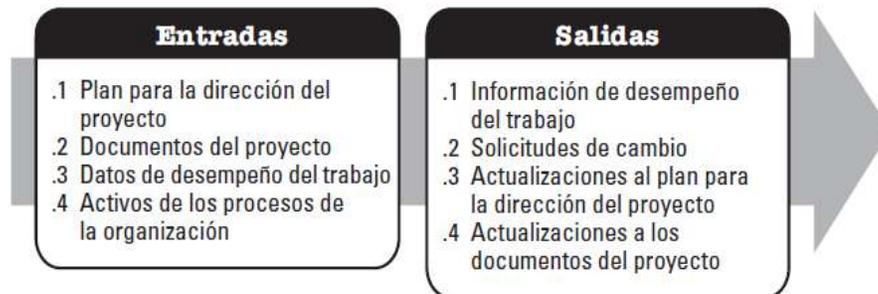 Entradas
.1 Plan para la dirección del
proyecto
.2 Documentos del proyecto
.3 Datos de desempeño del trabajo
.4 Activos de los procesos de
la organización
Salidas
.1 Información de desempeño
del trabajo
.2 Solicitudes de cambio
.3 Actualizaciones al plan para
la dirección del proyecto
.4 Actualizaciones a los
documentos del proyecto